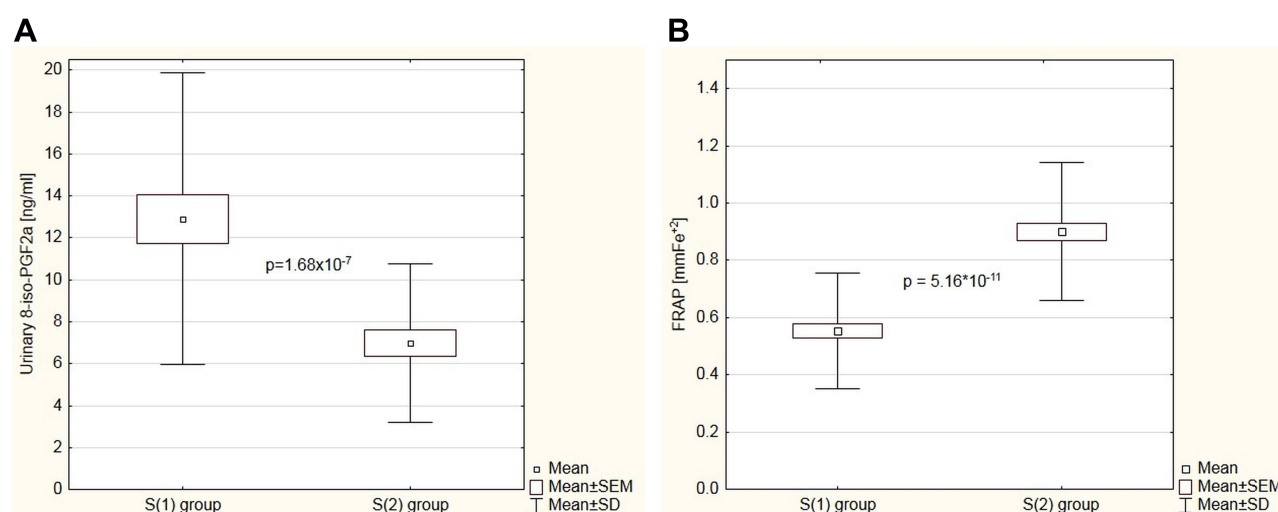 A
B
20
18
16
14
12
10
8
6
4
2
0
Urinary 8-iso-PGF2a [ng/ml]
p=1.68x10⁻⁷
S(1) group
S(2) group
Mean
Mean±SEM
Mean±SD
1.4
1.2
1.0
0.8
0.6
0.4
0.2
0.0
FRAP [mmFe⁺²]
p = 5.16*10⁻¹¹
S(1) group
S(2) group
Mean
Mean±SEM
Mean±SD